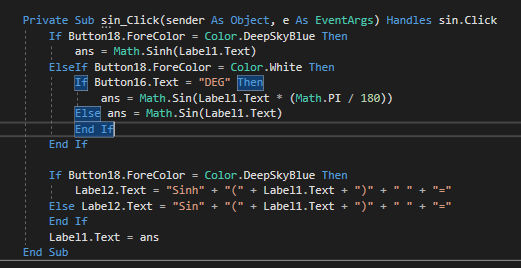 Private Sub sin_Click(sender As Object, e As EventArgs) Handles sin.Click
If Button18.ForeColor = Color.DeepSkyBlue Then
ans = Math.Sinh(Label1.Text)
ElseIf Button18.ForeColor = Color.White Then
If Button16.Text = "DEG" Then
ans = Math.Sin(Label1.Text * (Math.PI / 180))
Else ans = Math.Sin(Label1.Text)
End If
End If
If Button18.ForeColor = Color.DeepSkyBlue Then
Label2.Text = "Sinh" + "(" + Label1.Text + ")" + " " + "="
Else Label2.Text = "Sin" + "(" + Label1.Text + ")" + " " + "="
End If
Label1.Text = ans
End Sub